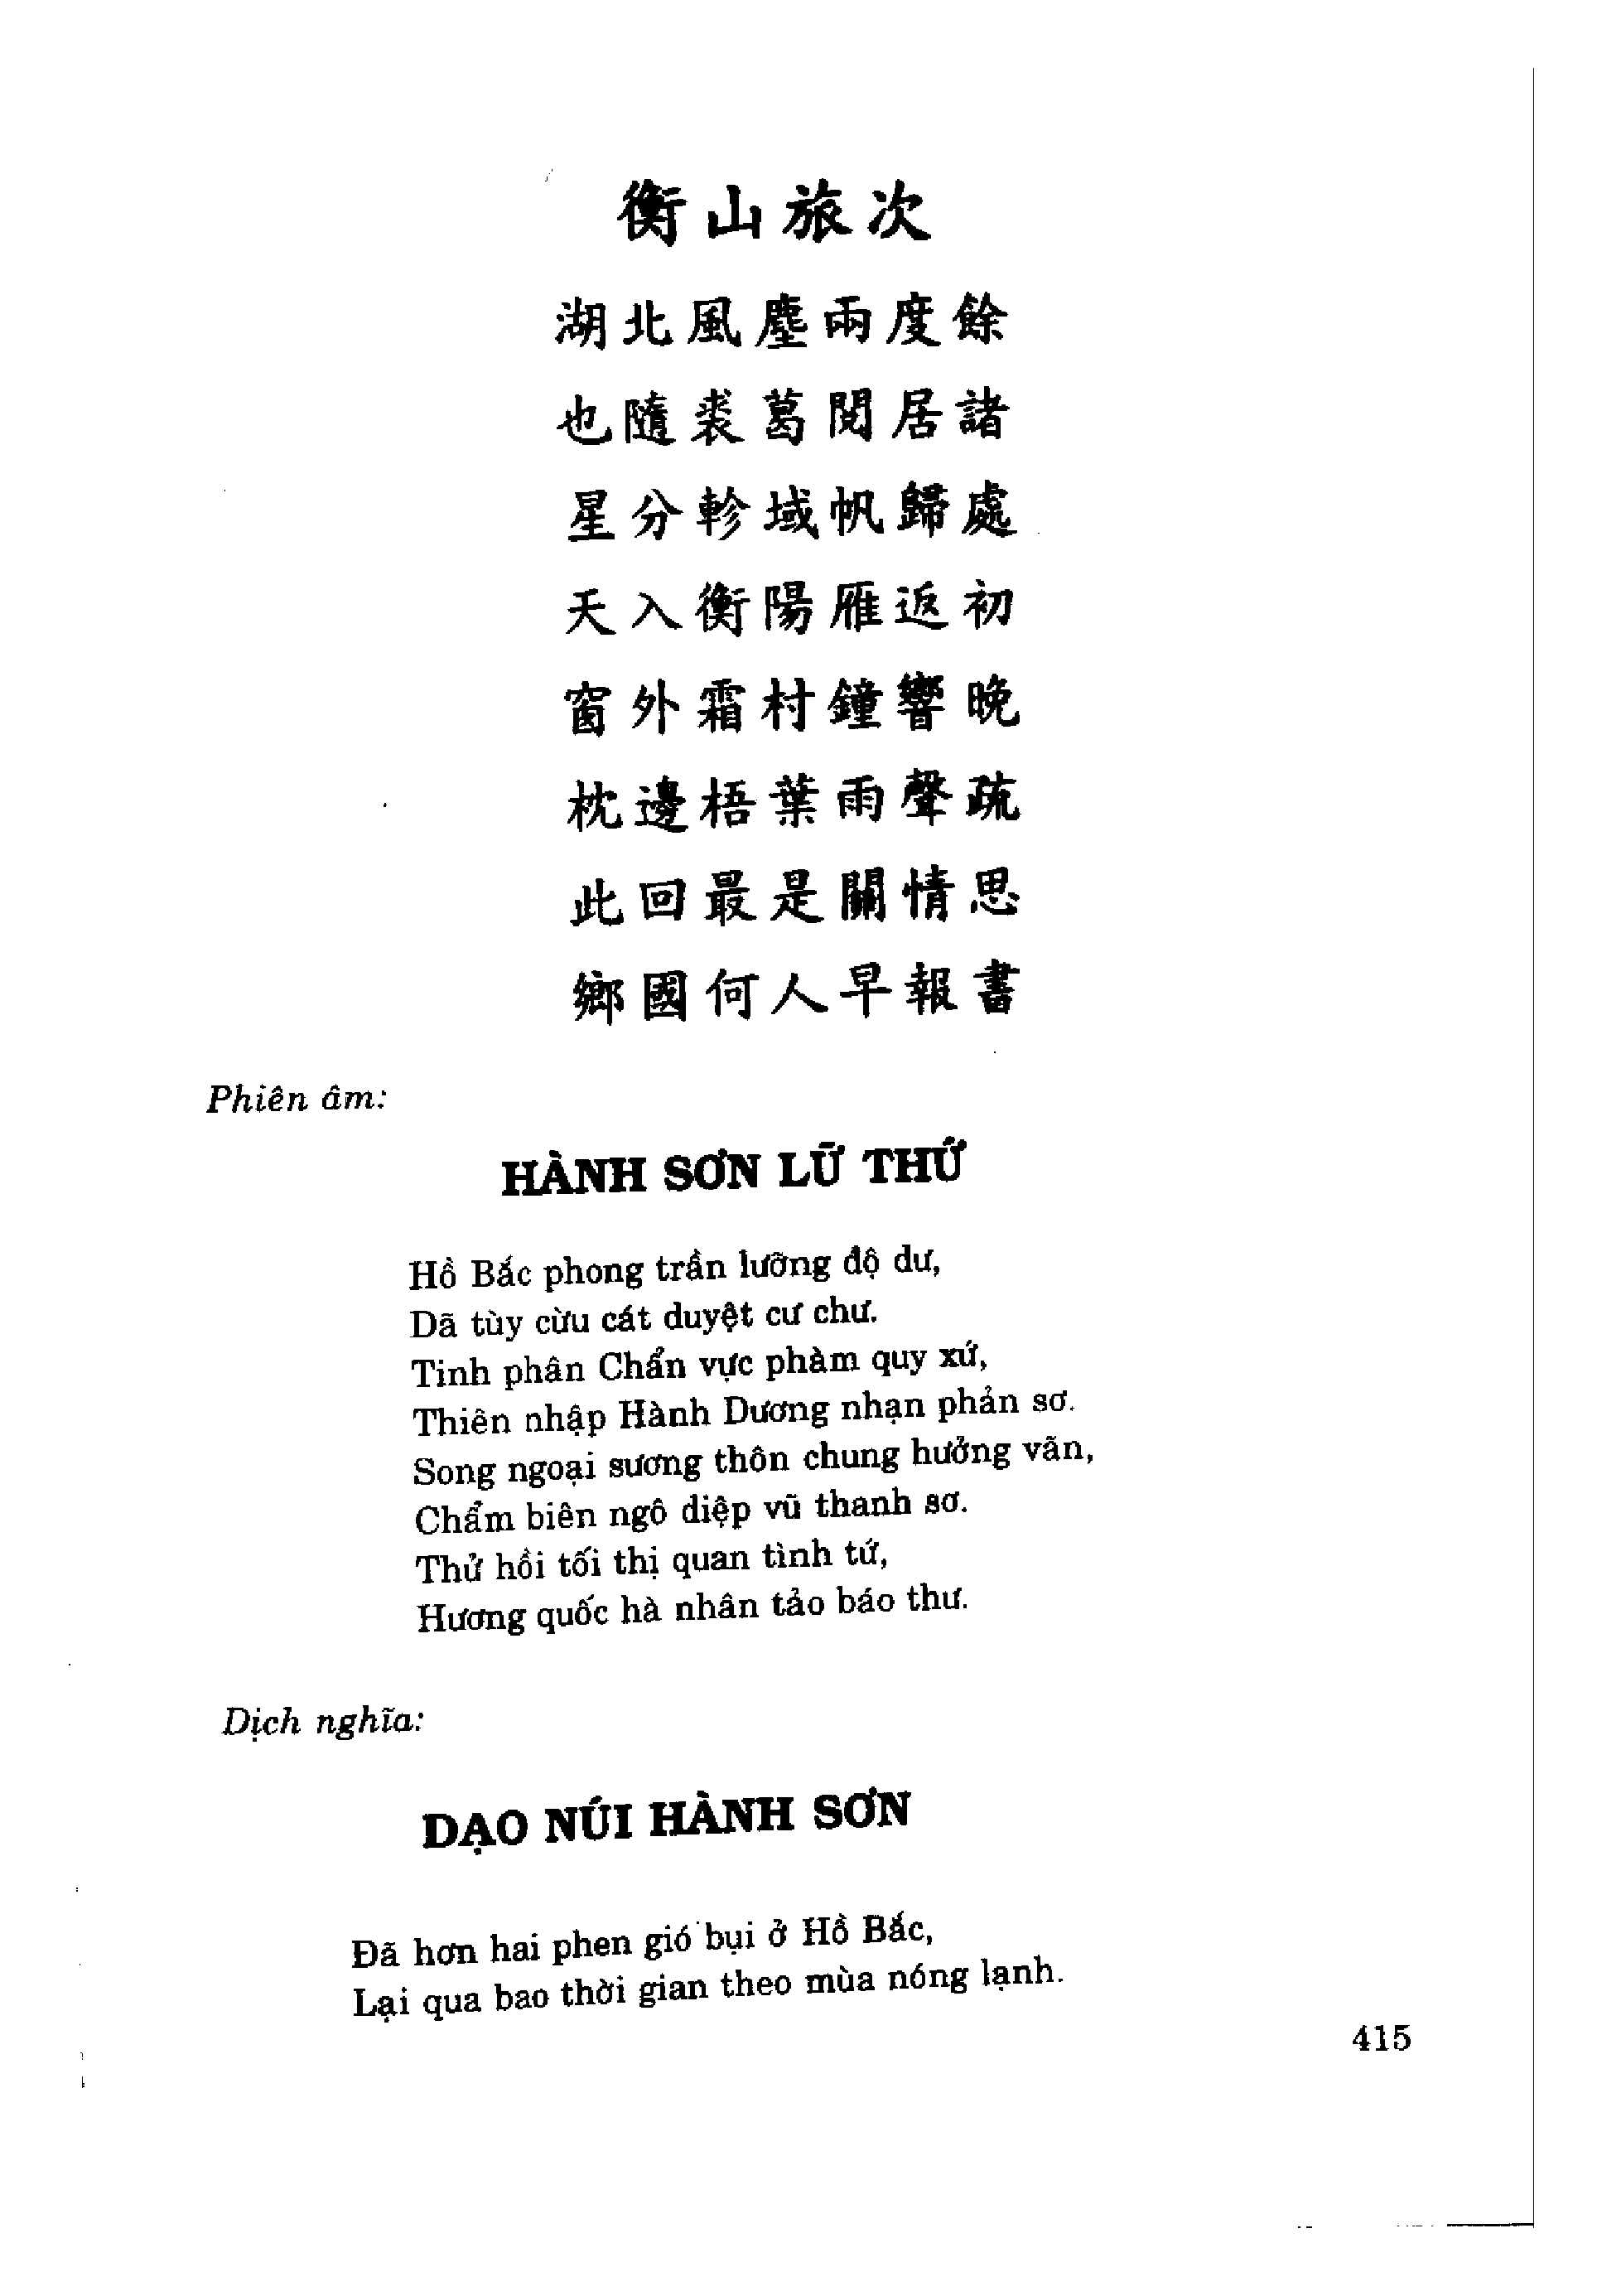 衡山旅次
湖北風塵兩度餘
也隨裘葛閱居諸
星分軫域帆歸處
天入衡陽雁返初
窗外霜村鐘響晚
枕邊梧葉雨聲疏
此回最是關情思
鄉國何人早報書
Phiên âm:
HÀNH SƠN LỮ THỨ
Hồ Bắc phong trần lưỡng độ dư,
Dã tùy cừu cát duyệt cư chư.
Tinh phân Chẩn vực phàm quy xứ,
Thiên nhập Hành Dương nhạn phản sơ.
Song ngoại sương thôn chung hưởng vãn,
Chẩm biên ngô diệp vũ thanh sơ.
Thử hồi tối thị quan tình tứ,
Hương quốc hà nhân tảo báo thư.
Dịch nghĩa:
DẠO NÚI HÀNH SƠN
Đã hơn hai phen gió bụi ở Hồ Bắc,
Lại qua bao thời gian theo mùa nóng lạnh.
415